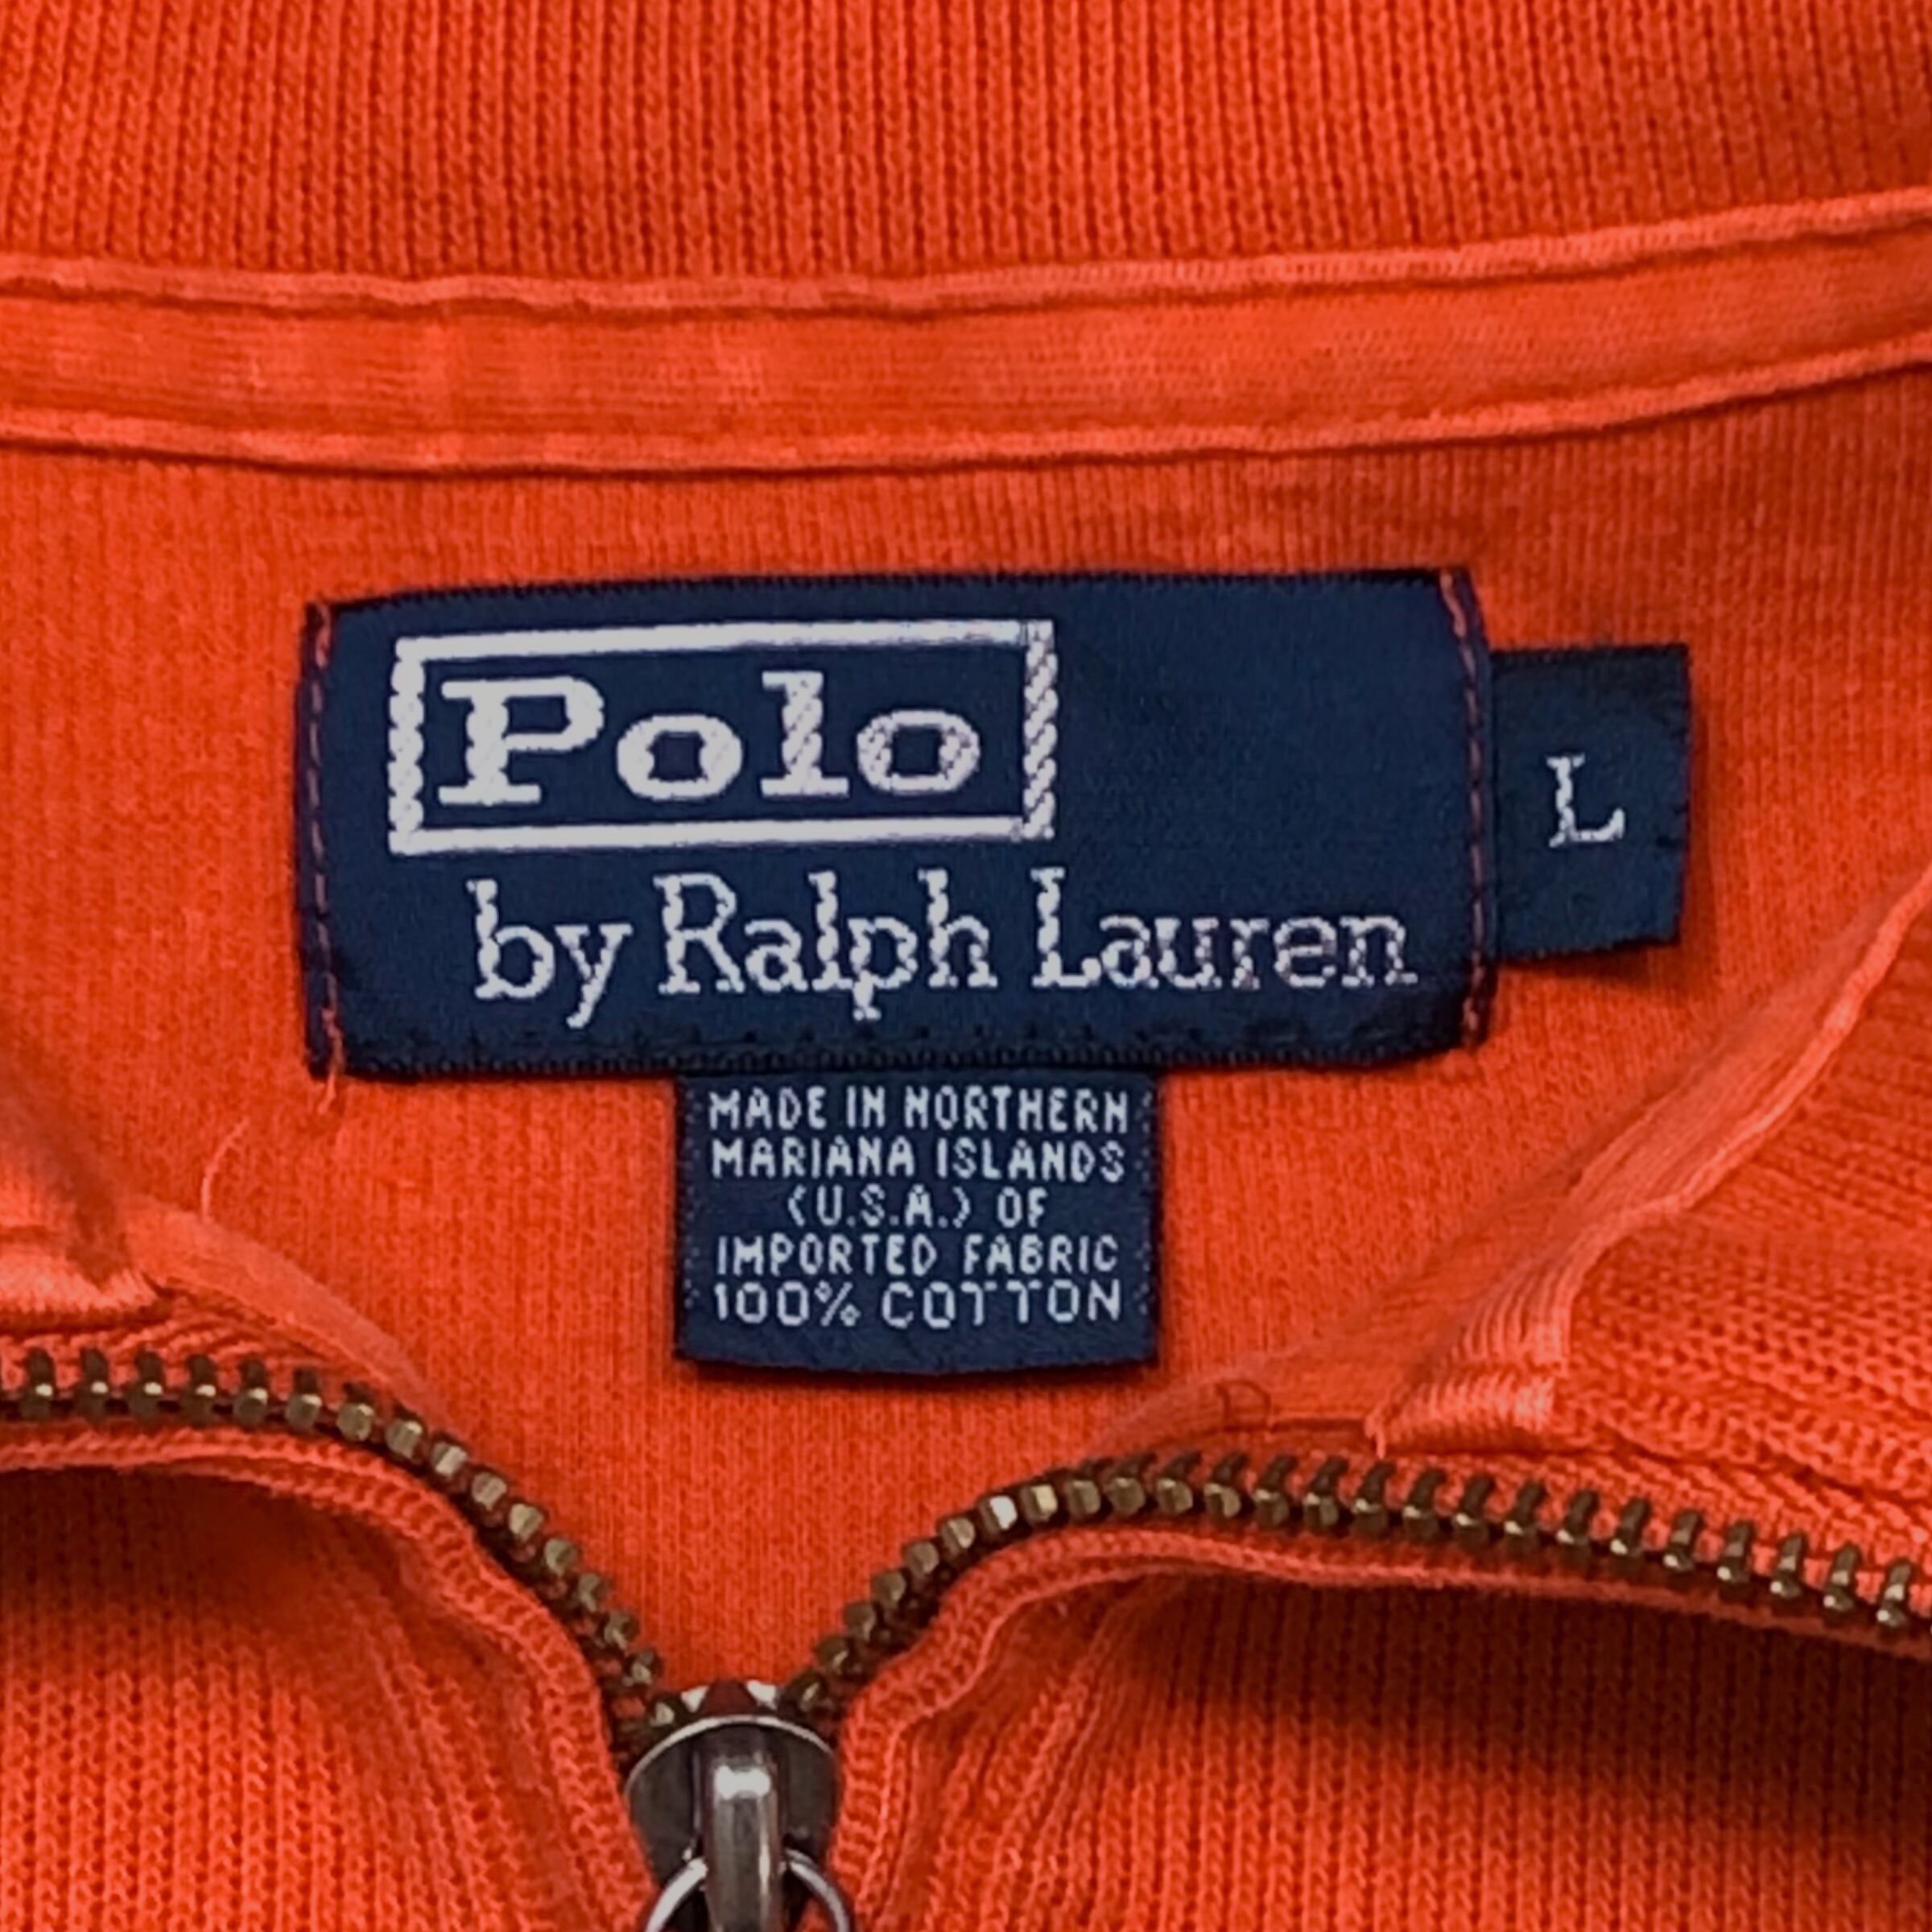 Polo
by Ralph Lauren
L
MADE IN NORTHERN
MARIANA ISLANDS
(U.S.A.) OF
IMPORTED FABRIC
100% COTTON